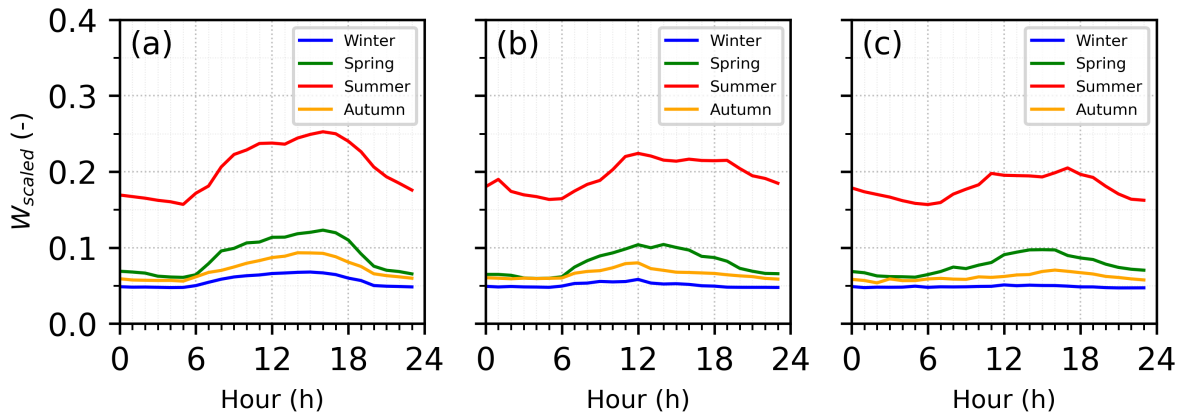 0.4
0.3
0.2
0.1
0.0
W_scaled (-)
(a)
Winter
Spring
Summer
Autumn
0 6 12 18 24
Hour (h)
(b)
Winter
Spring
Summer
Autumn
0 6 12 18 24
Hour (h)
(c)
Winter
Spring
Summer
Autumn
0 6 12 18 24
Hour (h)